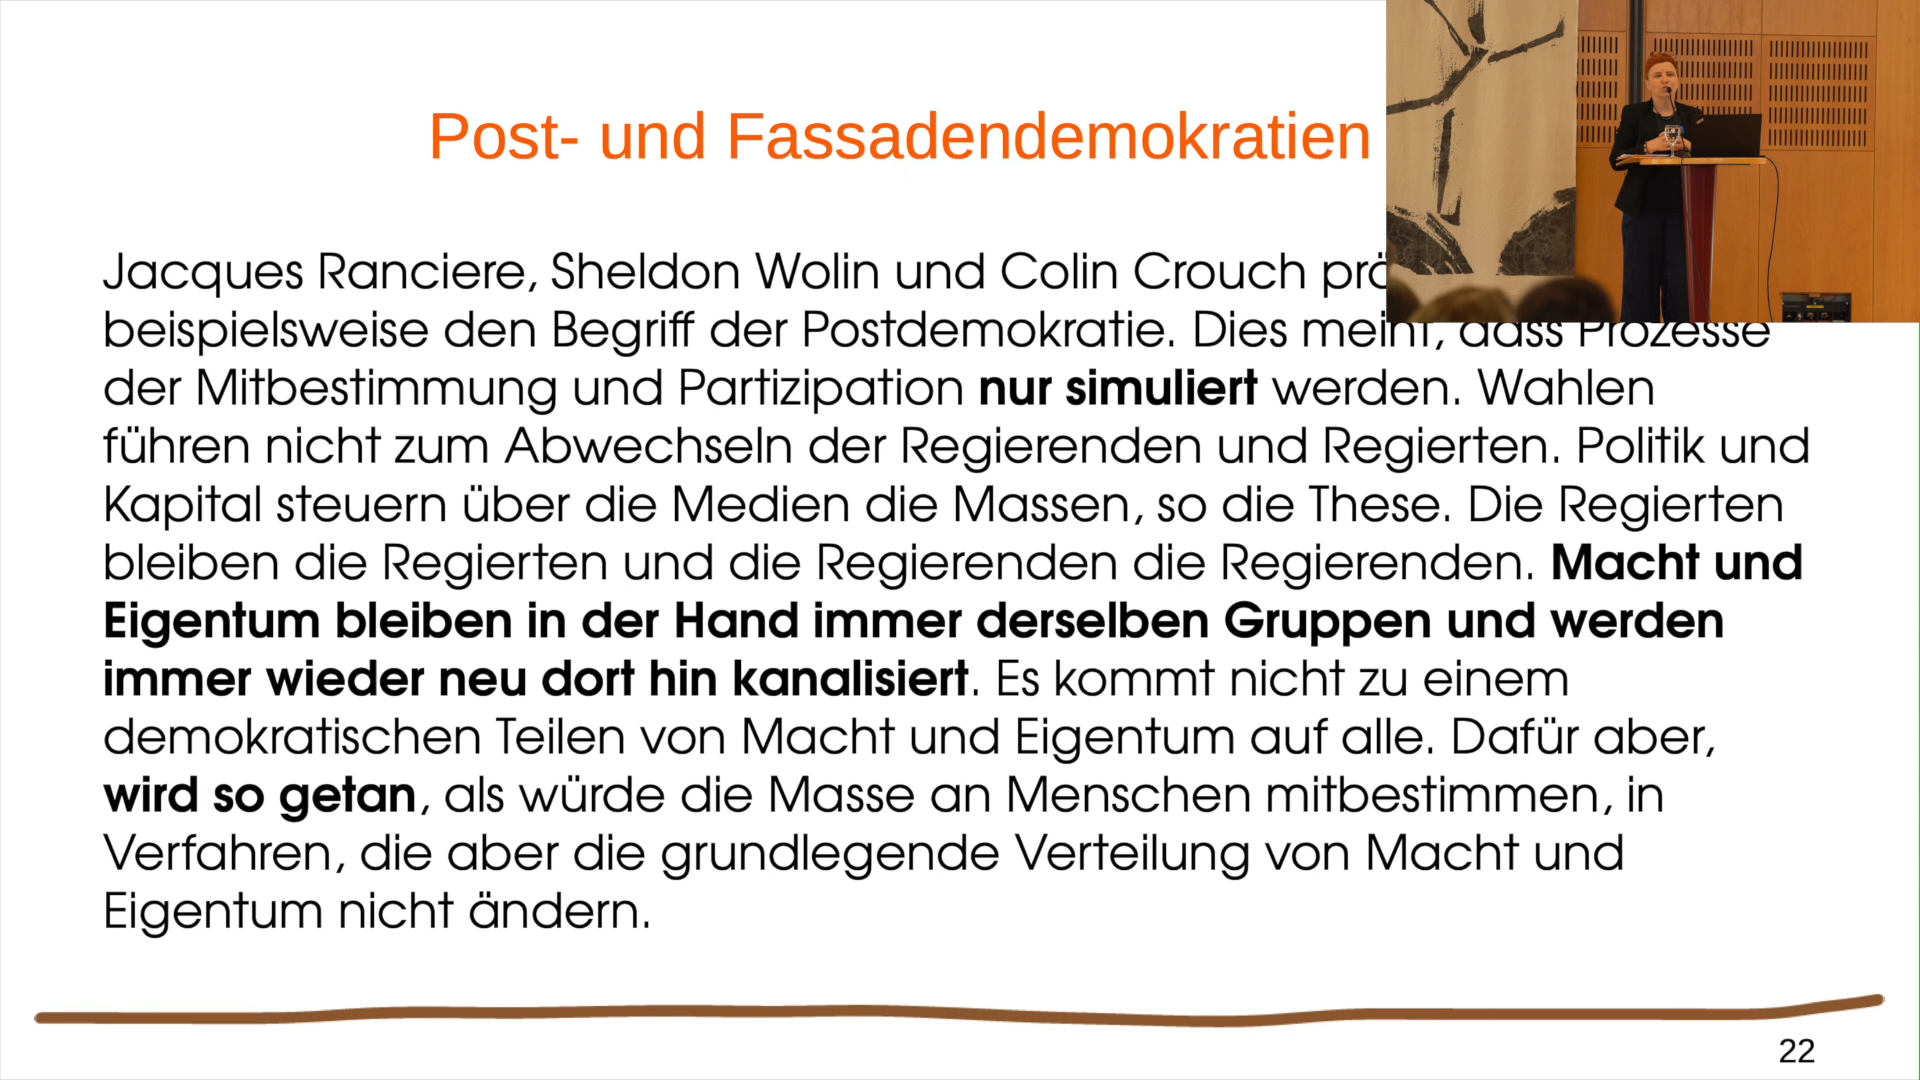 Post- und Fassadendemokratien
Jacques Ranciere, Sheldon Wolin und Colin Crouch
beispielsweise den Begriff der Postdemokratie. Dies meint, dass Prozesse
der Mitbestimmung und Partizipation nur simuliert werden. Wahlen
führen nicht zum Abwechseln der Regierenden und Regierten. Politik und
Kapital steuern über die Medien die Massen, so die These. Die Regierten
bleiben die Regierten und die Regierenden die Regierenden. Macht und
Eigentum bleiben in der Hand immer derselben Gruppen und werden
immer wieder neu dort hin kanalisiert. Es kommt nicht zu einem
demokratischen Teilen von Macht und Eigentum auf alle. Dafür aber,
wird so getan, als würde die Masse an Menschen mitbestimmen, in
Verfahren, die aber die grundlegende Verteilung von Macht und
Eigentum nicht ändern.
22